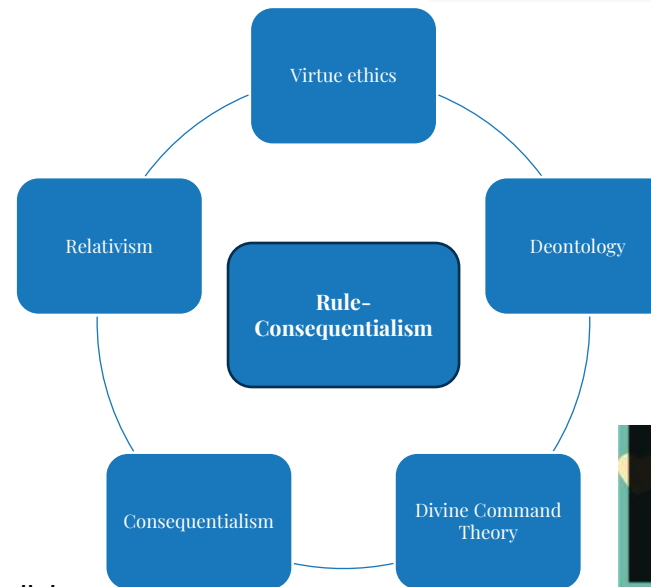 Virtue ethics
Relativism
Deontology
Rule-
Consequentialism
Consequentialism
Divine Command
Theory